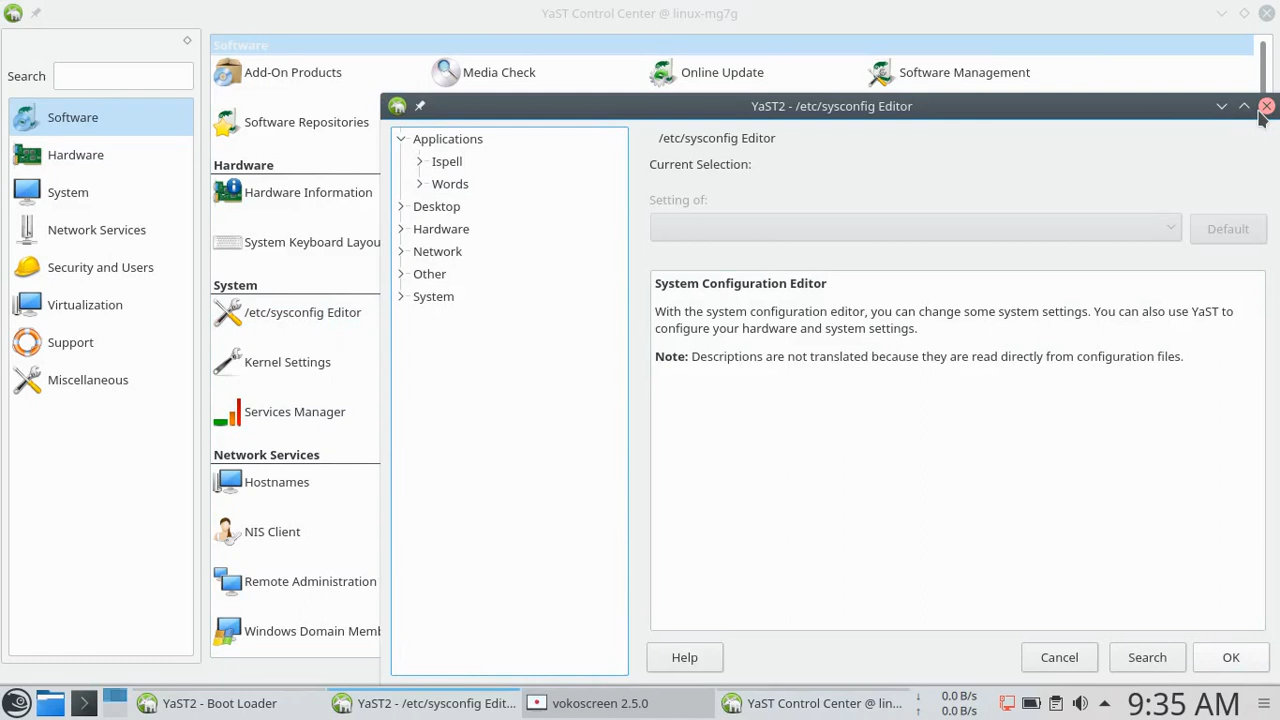 YaST Control Center @ linux-mg7g
Search
Software
Hardware
System
Network Services
Security and Users
Virtualization
Support
Miscellaneous
Software
Add-On Products
Media Check
Online Update
Software Management
Software Repositories
Hardware
Hardware Information
System Keyboard Layou
System
/etc/sysconfig Editor
Kernel Settings
Services Manager
Network Services
Hostnames
NIS Client
Remote Administration
Windows Domain Memb
YaST2 - /etc/sysconfig Editor
Applications
Ispell
Words
Desktop
Hardware
Network
Other
System
/etc/sysconfig Editor
Current Selection:
Setting of:
Default
System Configuration Editor
With the system configuration editor, you can change some system settings. You can also use YaST to
configure your hardware and system settings.
Note: Descriptions are not translated because they are read directly from configuration files.
Help
Cancel
Search
OK
YaST2 - Boot Loader
YaST2 - /etc/sysconfig Edit...
vokoscreen 2.5.0
YaST Control Center @ lin...
0.0 B/s
0.0 B/s
9:35 AM